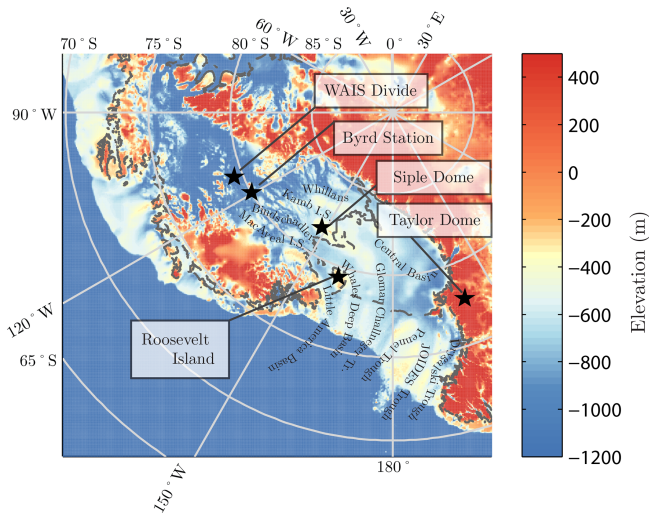 60°W
30°W
0°
30°E
70°S
75°S
80°S
85°S
90°W
WAIS Divide
Byrd Station
Siple Dome
Taylor Dome
Whillans
Kamb I.S.
Bindschadler
MacAyeal I.S.
Central Basin
Whales Deep Basin
Little
America Basin
Glomar Challenger Tr.
Pennel Trough
JOIDES Trough
Drygalski Trough
Roosevelt
Island
120°W
65°S
150°W
180°
400
200
0
−200
−400
−600
−800
−1000
−1200
Elevation (m)